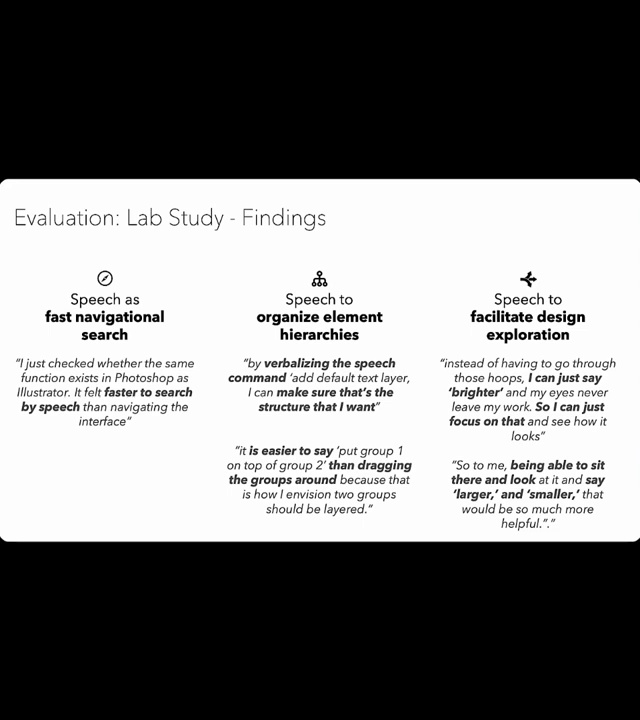 Evaluation: Lab Study - Findings
Speech as
fast navigational
search
"I just checked whether the same
function exists in Photoshop as
Illustrator. It felt faster to search
by speech than navigating the
interface"
Speech to
organize element
hierarchies
"by verbalizing the speech
command 'add default text layer,
I can make sure that's the
structure that I want"
"it is easier to say 'put group 1
on top of group 2' than dragging
the groups around because that
is how I envision two groups
should be layered."
Speech to
facilitate design
exploration
"instead of having to go through
those hoops, I can just say
'brighter' and my eyes never
leave my work. So I can just
focus on that and see how it
looks"
"So to me, being able to sit
there and look at it and say
'larger,' and 'smaller,' that
would be so much more
helpful."."